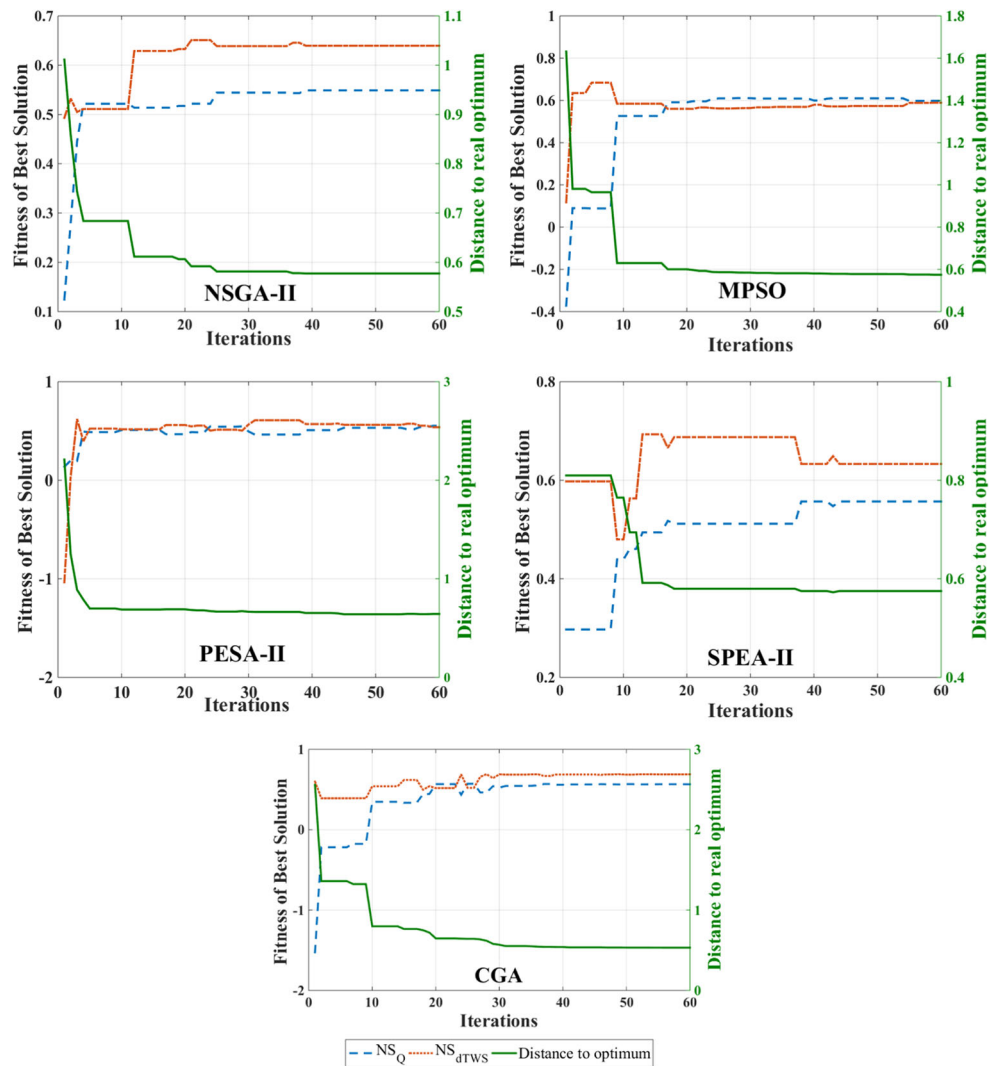 Fitness of Best Solution
0.7
0.6
0.5
0.4
0.3
0.2
0.1
1.1
1
0.9
0.8
0.7
0.6
0.5
Distance to real optimum
NSGA-II
0 10 20 30 40 50 60
Iterations
Fitness of Best Solution
1
0.8
0.6
0.4
0.2
0
-0.2
-0.4
1.8
1.6
1.4
1.2
1
0.8
0.6
0.4
Distance to real optimum
MPSO
0 10 20 30 40 50 60
Iterations
Fitness of Best Solution
1
0
-1
-2
3
2
1
0
Distance to real optimum
PESA-II
0 10 20 30 40 50 60
Iterations
Fitness of Best Solution
0.8
0.6
0.4
0.2
1
0.8
0.6
0.4
Distance to real optimum
SPEA-II
0 10 20 30 40 50 60
Iterations
Fitness of Best Solution
1
0
-1
-2
3
2
1
0
Distance to real optimum
CGA
0 10 20 30 40 50 60
Iterations
NS_Q NS_dTWS Distance to optimum